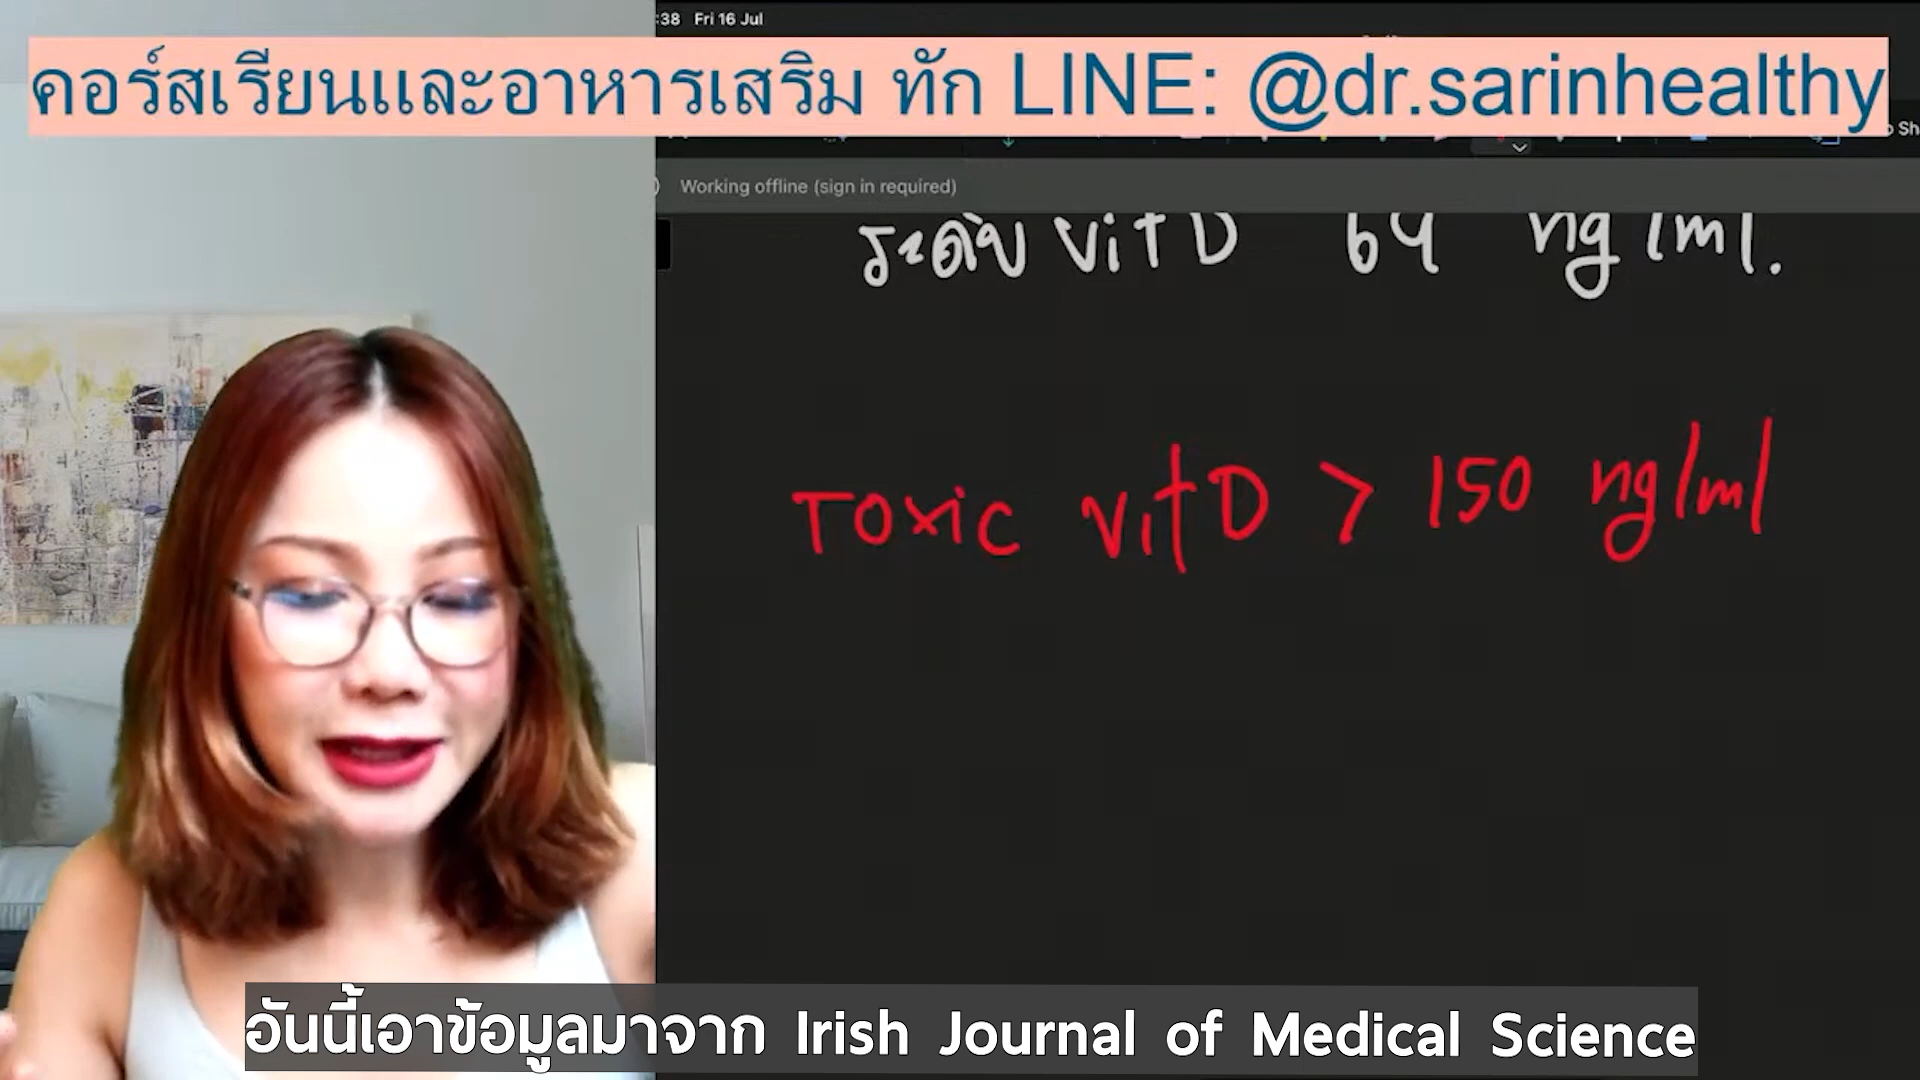 :38 Fri 16 Jul
คอร์สเรียนและอาหารเสริม ทัก LINE: @dr.sarinhealthy
Working offline (sign in required)
ระดับ vit D 64 ng/ml.
Toxic vit D > 150 ng/ml
อันนี้เอาข้อมูลมาจาก Irish Journal of Medical Science